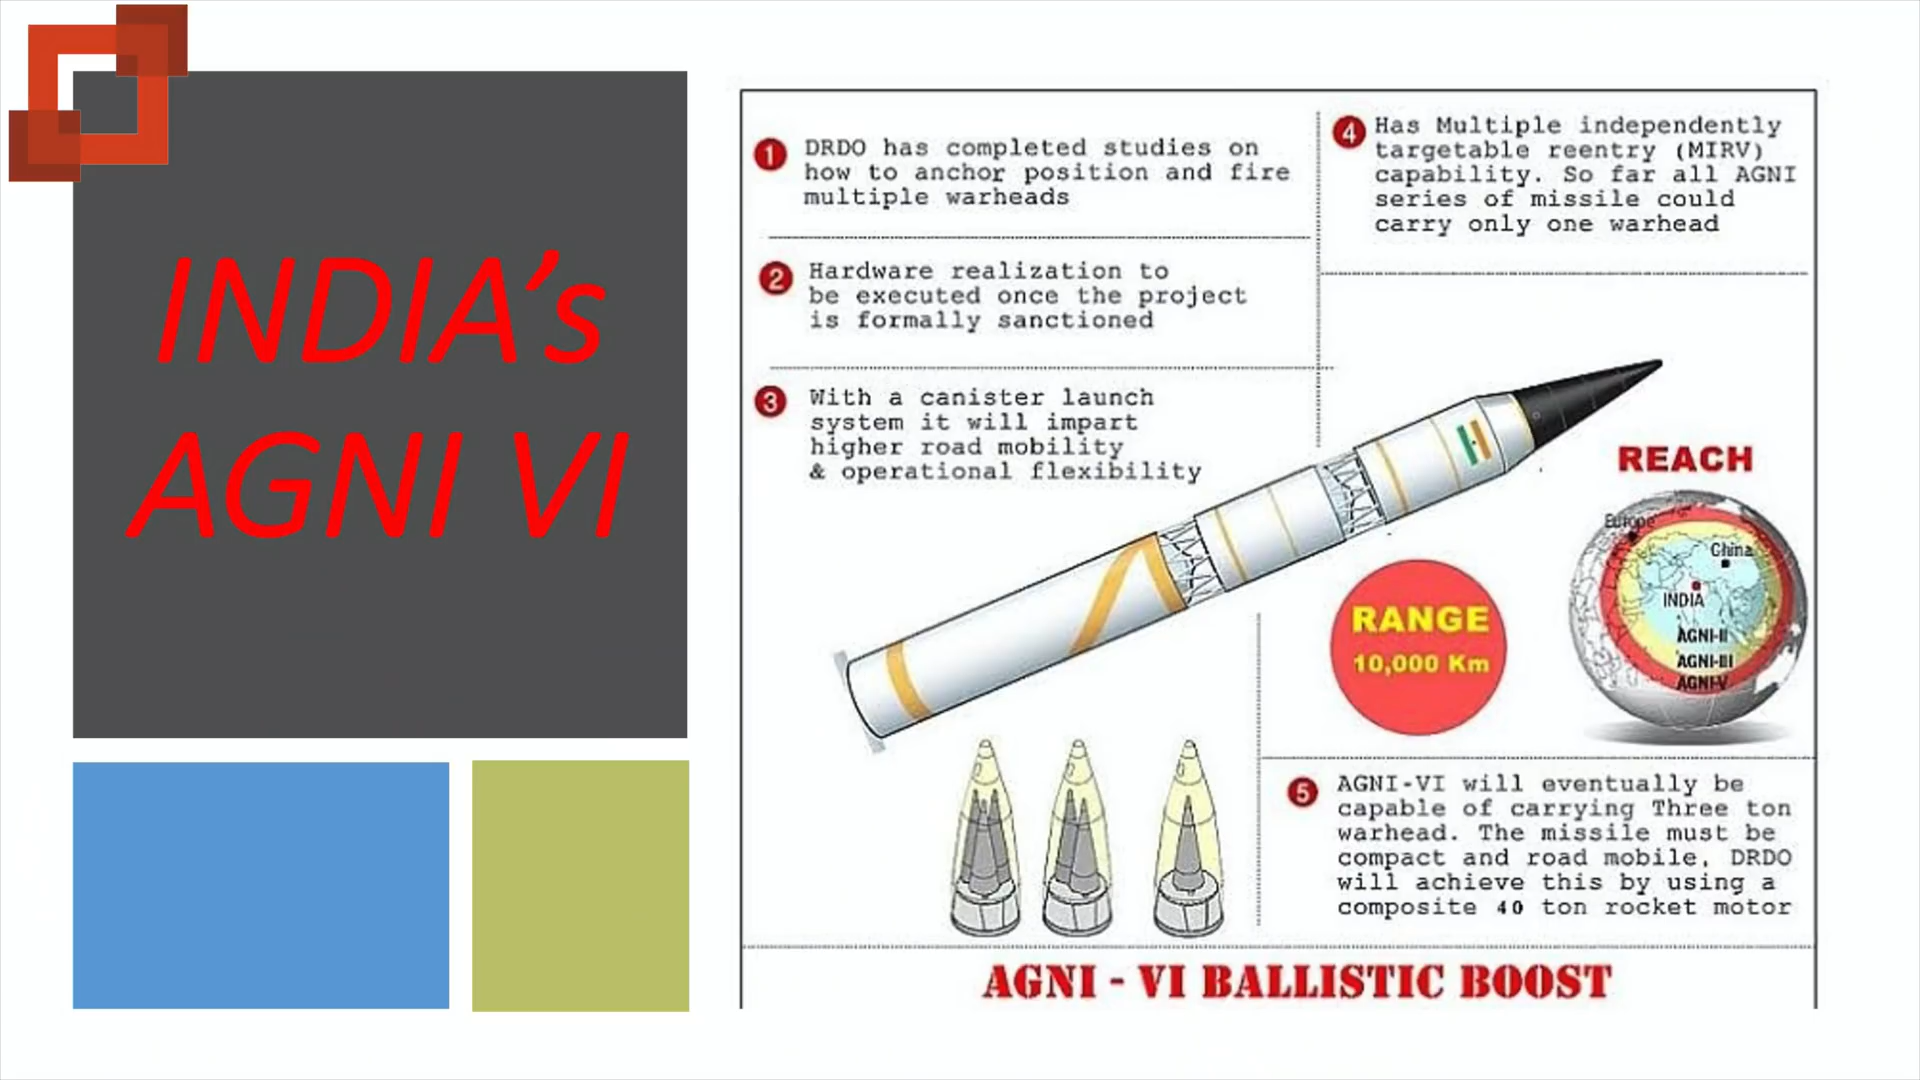 INDIA's
AGNI VI
1 DRDO has completed studies on
how to anchor position and fire
multiple warheads
2 Hardware realization to
be executed once the project
is formally sanctioned
3 With a canister launch
system it will impart
higher road mobility
& operational flexibility
4 Has Multiple independently
targetable reentry (MIRV)
capability. So far all AGNI
series of missile could
carry only one warhead
REACH
Europe
China
INDIA
AGNI-II
AGNI-III
AGNI-V
RANGE
10,000 Km
5 AGNI-VI will eventually be
capable of carrying Three ton
warhead. The missile must be
compact and road mobile, DRDO
will achieve this by using a
composite 40 ton rocket motor
AGNI - VI BALLISTIC BOOST